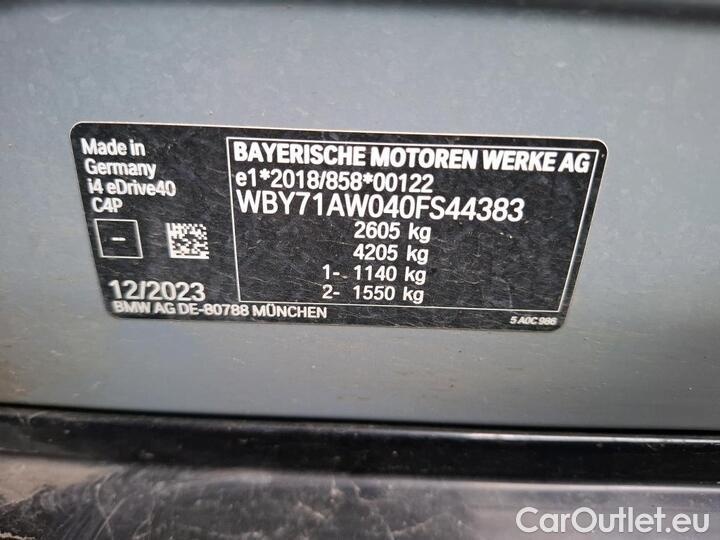 Made in
Germany
i4 eDrive40
C4P
-
12/2023
BMW AG DE-80788 MÜNCHEN
BAYERISCHE MOTOREN WERKE AG
e1*2018/858*00122
WBY71AW040FS44383
2605 kg
4205 kg
1- 1140 kg
2- 1550 kg
5 A0C 986
CarOutlet.eu